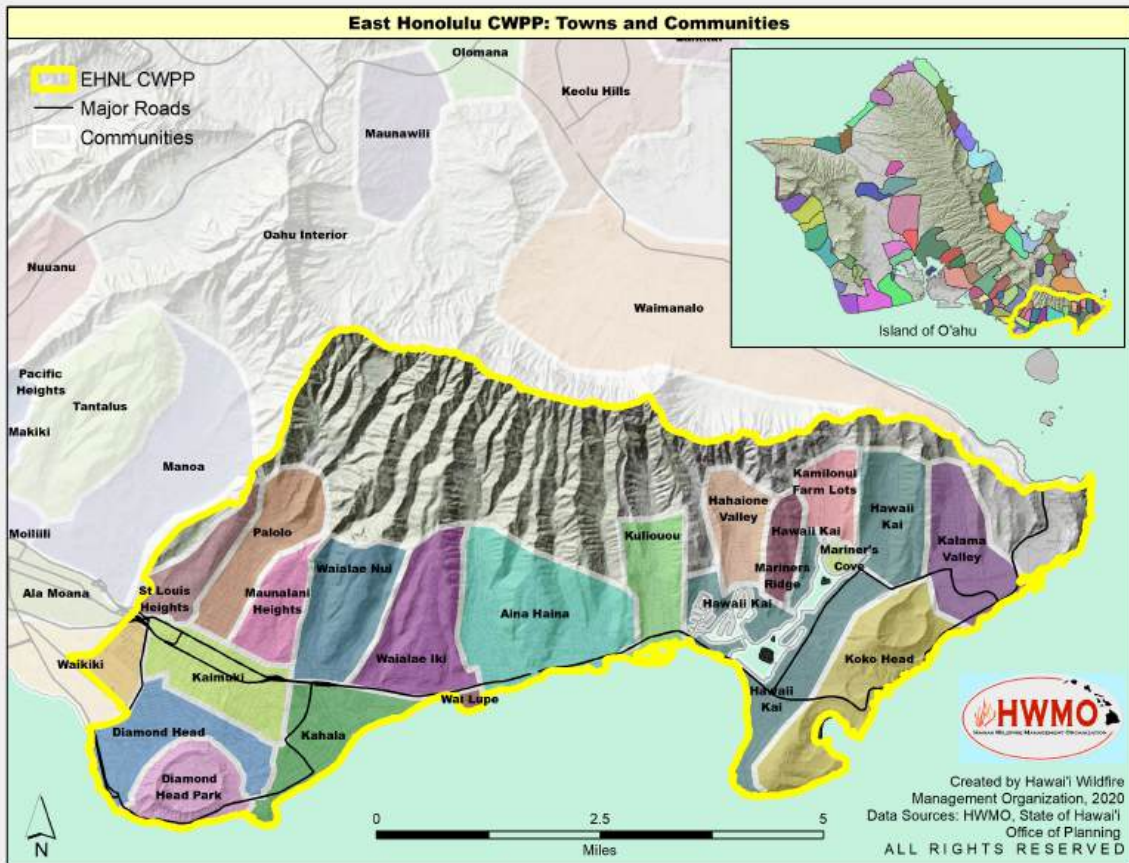 East Honolulu CWPP: Towns and Communities
EHNL CWPP
Major Roads
Communities
Olomana
Keolu Hills
Maunawili
Oahu Interior
Nuuanu
Waimanalo
Island of O'ahu
Pacific
Heights
Tantalus
Makiki
Manoa
Moiliili
Ala Moana
Waikiki
St Louis
Heights
Palolo
Maunalani
Heights
Waialae Nui
Waialae Iki
Aina Haina
Kuliouou
Hahaione
Valley
Kamilonui
Farm Lots
Hawaii Kai
Mariners
Ridge
Mariner's
Cove
Hawaii
Kai
Kalama
Valley
Hawaii Kai
Koko Head
Hawaii
Kai
Kaimuki
Wai Lupe
Kahala
Diamond Head
Diamond
Head Park
HWMO
HAWAII WILDFIRE MANAGEMENT ORGANIZATION
Created by Hawai'i Wildfire
Management Organization, 2020
Data Sources: HWMO, State of Hawai'i
Office of Planning
ALL RIGHTS RESERVED
N
0 2.5 5
Miles